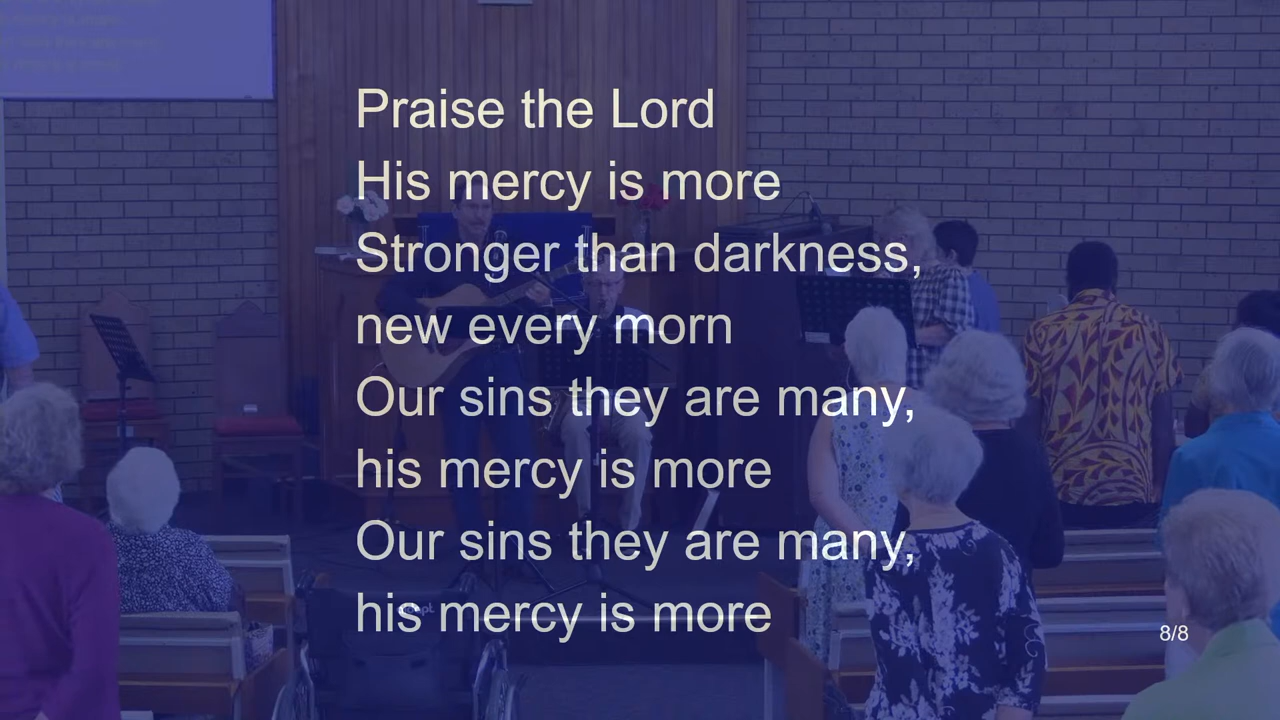 Praise the Lord
His mercy is more
Stronger than darkness,
new every morn
Our sins they are many,
his mercy is more
Our sins they are many,
his mercy is more
8/8